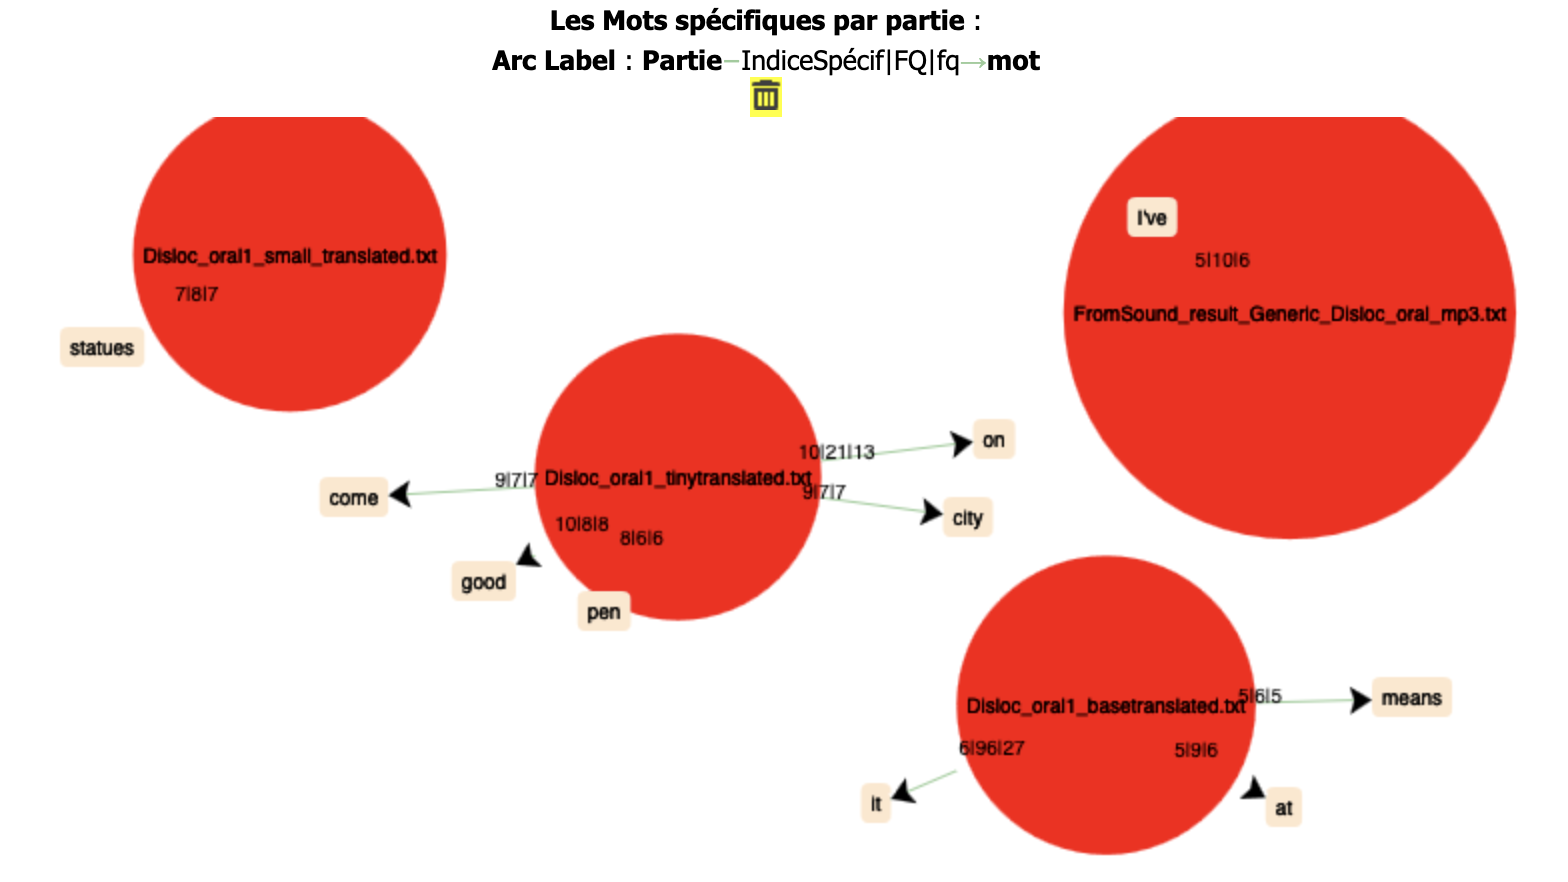 Les Mots spécifiques par partie :
Arc Label : Partie−IndiceSpécif|FQ|fq→mot
I've
5|10|6
Disloc_oral1_small_translated.txt
7|8|7
FromSound_result_Generic_Disloc_oral_mp3.txt
statues
on
10|21|13
9|7|7
Disloc_oral1_tinytranslated.txt
9|7|7
come
city
10|8|8
8|6|6
good
pen
5|6|5
means
Disloc_oral1_basetranslated.txt
6|96|27
5|9|6
it
at